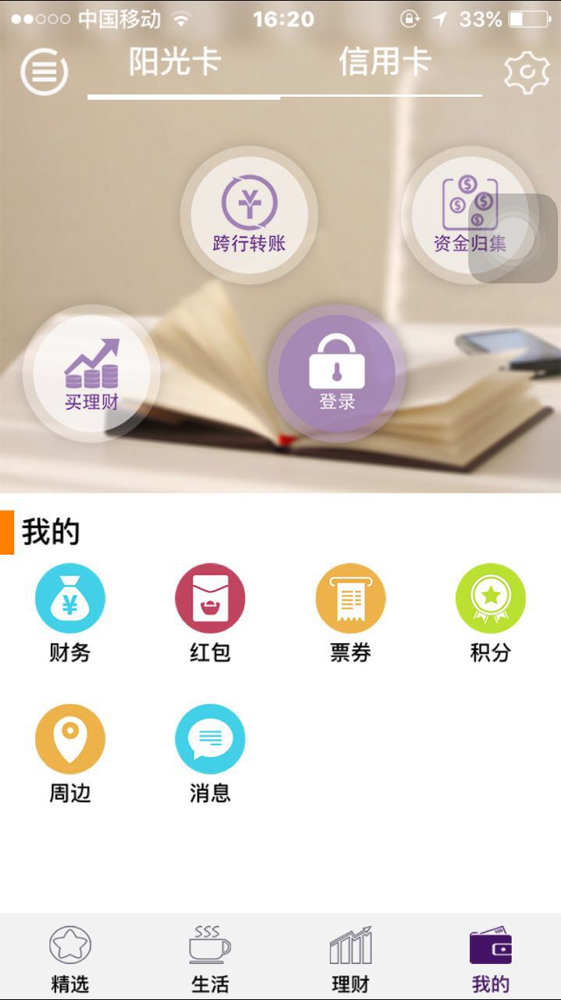 中国移动 16:20 33%
阳光卡 信用卡
跨行转账 资金归集
买理财 登录
我的
财务 红包 票券 积分
周边 消息
精选 生活 理财 我的